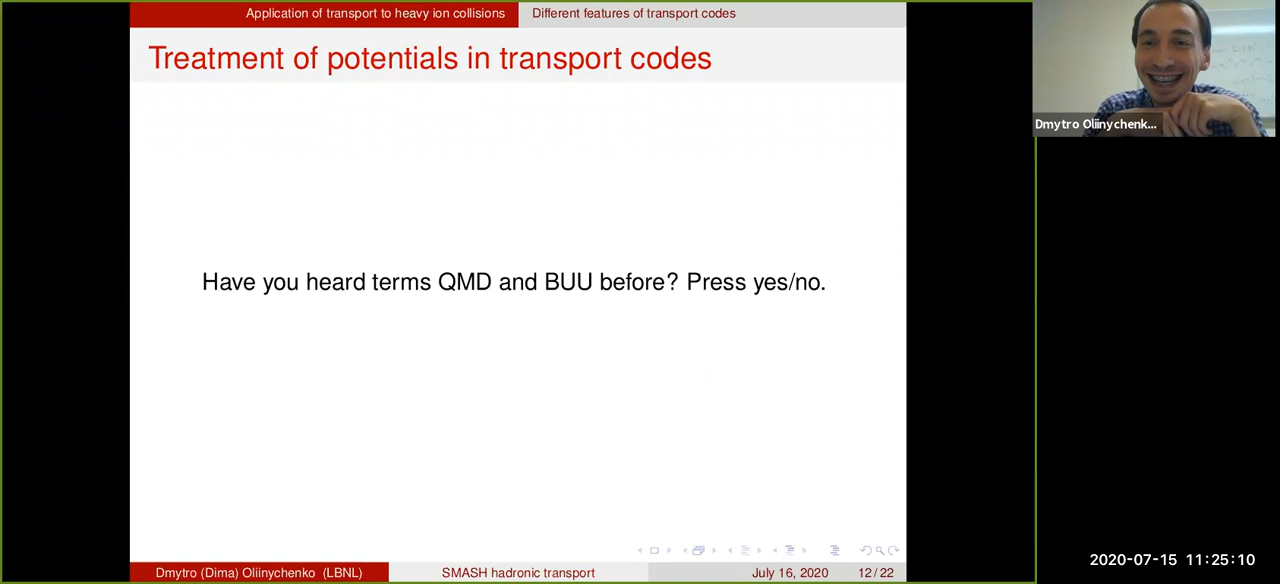 Application of transport to heavy ion collisions
Different features of transport codes
Treatment of potentials in transport codes
Dmytro Oliinychenk...
Have you heard terms QMD and BUU before? Press yes/no.
Dmytro (Dima) Oliinychenko (LBNL)
SMASH hadronic transport
July 16, 2020
12 / 22
2020-07-15 11:25:10